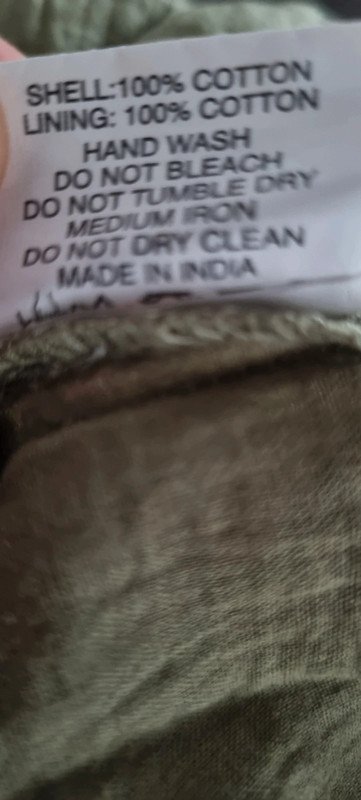 SHELL:100% COTTON
LINING: 100% COTTON
HAND WASH
DO NOT BLEACH
DO NOT TUMBLE DRY
MEDIUM IRON
DO NOT DRY CLEAN
MADE IN INDIA